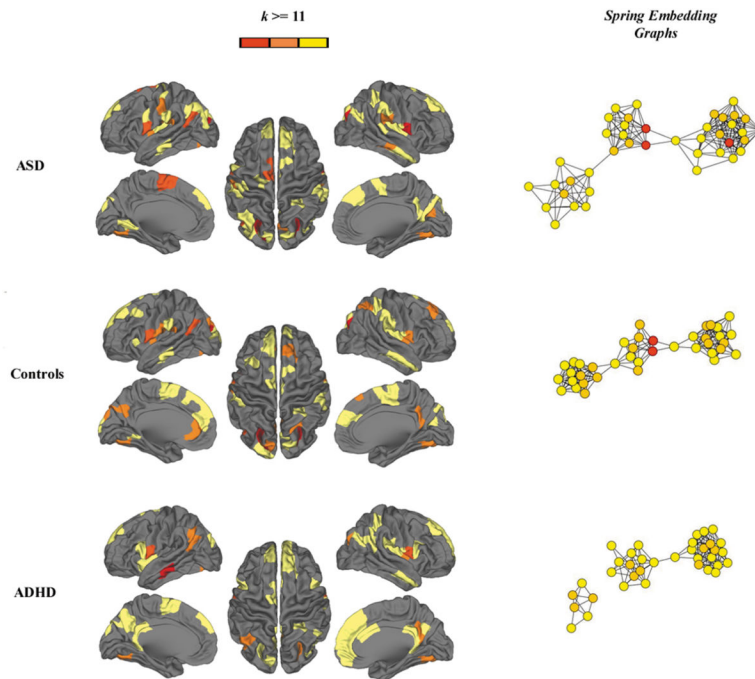 k >= 11
Spring Embedding
Graphs
ASD
Controls
ADHD